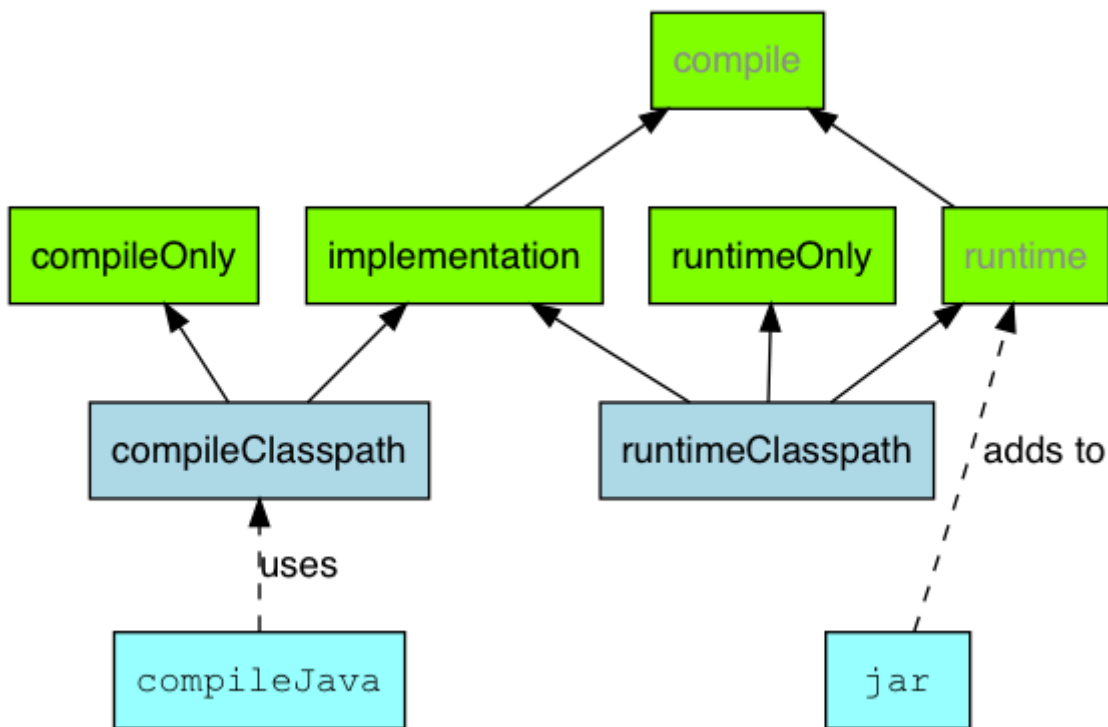 compile
compileOnly
implementation
runtimeOnly
runtime
compileClasspath
runtimeClasspath
adds to
uses
compileJava
jar